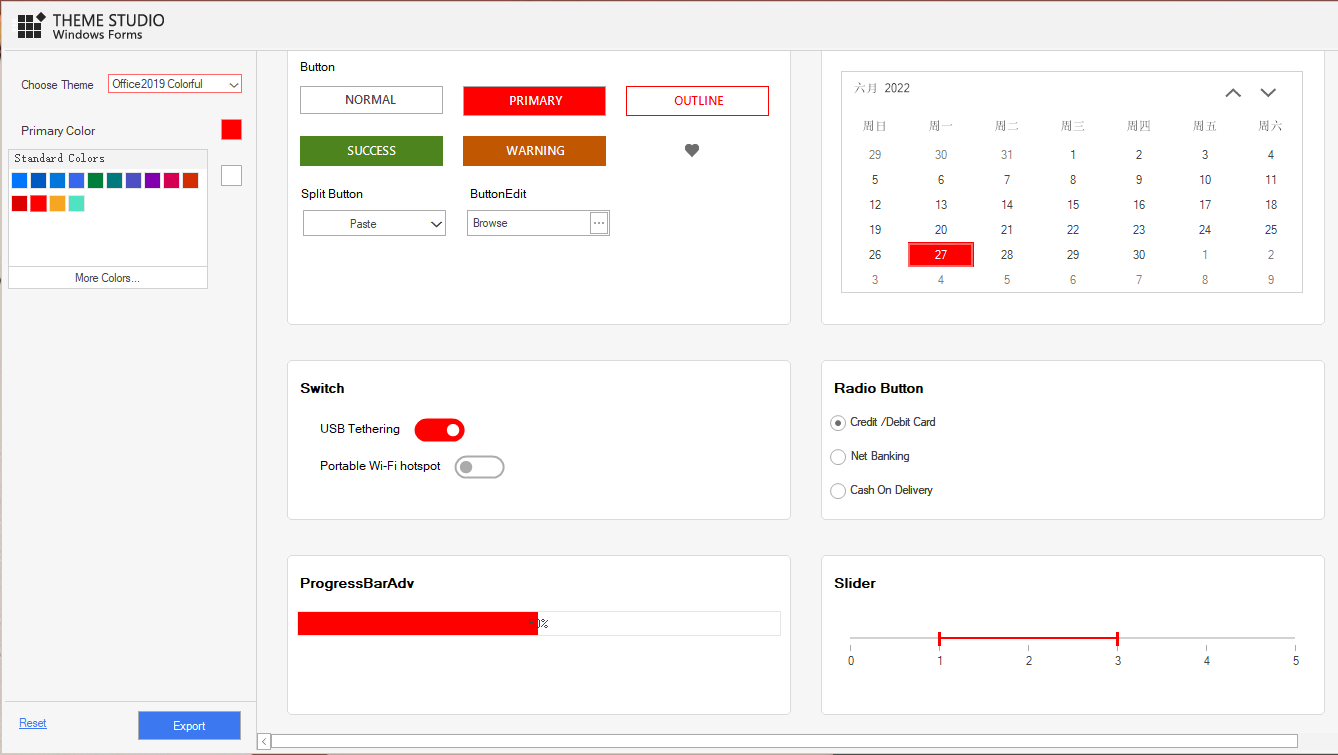 THEME STUDIO
Windows Forms
Choose Theme Office2019 Colorful
Primary Color
Standard Colors
More Colors...
Reset
Export
Button
NORMAL PRIMARY OUTLINE
SUCCESS WARNING
Split Button ButtonEdit
Paste Browse ...
六月 2022
周日 周一 周二 周三 周四 周五 周六
29 30 31 1 2 3 4
5 6 7 8 9 10 11
12 13 14 15 16 17 18
19 20 21 22 23 24 25
26 27 28 29 30 1 2
3 4 5 6 7 8 9
Switch
USB Tethering
Portable Wi-Fi hotspot
Radio Button
Credit /Debit Card
Net Banking
Cash On Delivery
ProgressBarAdv
Slider
0 1 2 3 4 5